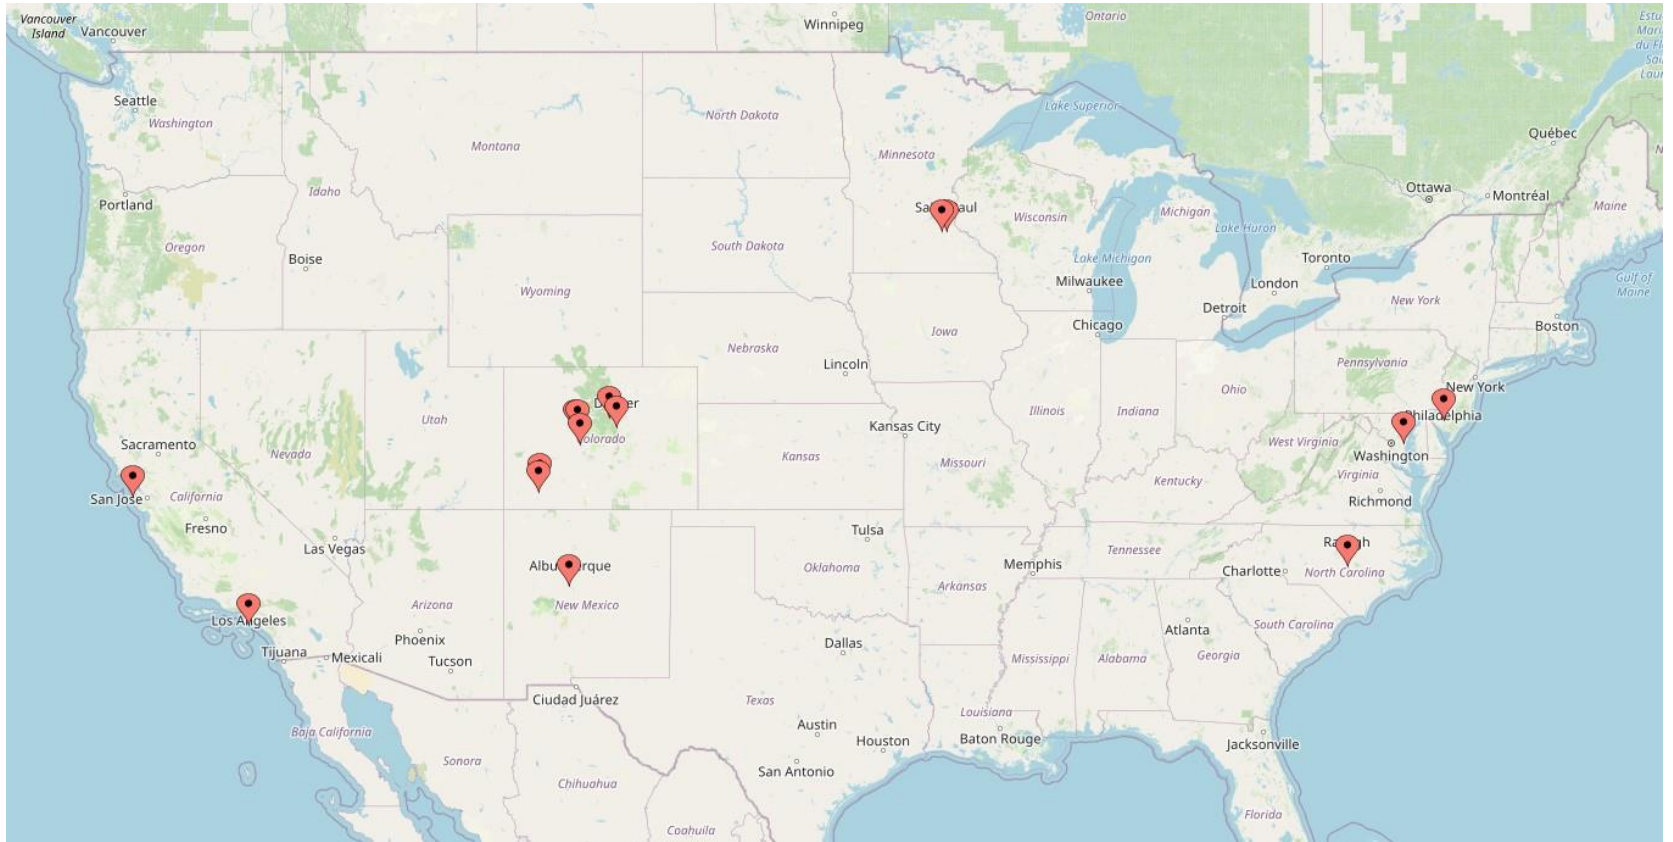 Vancouver
Island
Vancouver
Winnipeg
Ontario
Seattle
Washington
Montana
North Dakota
Minnesota
Lake Superior
Québec
Idaho
Portland
Ottawa
Montréal
Maine
Oregon
South Dakota
Wisconsin
Michigan
Lake Huron
Boise
Lake Michigan
Toronto
Gulf of
Maine
Wyoming
Milwaukee
London
New York
Detroit
Chicago
Boston
Iowa
Nebraska
Lincoln
Pennsylvania
New York
Utah
Ohio
Illinois
Indiana
Philadelphia
Kansas City
Sacramento
Nevada
Colorado
Kansas
Missouri
West Virginia
Washington
Virginia
Kentucky
San Jose
California
Richmond
Fresno
Las Vegas
Tulsa
Tennessee
Memphis
Oklahoma
Arkansas
Charlotte
North Carolina
Arizona
New Mexico
Los Angeles
South Carolina
Phoenix
Atlanta
Dallas
Tijuana
Mexicali
Tucson
Mississippi
Alabama
Georgia
Ciudad Juárez
Texas
Louisiana
Baja California
Austin
Houston
Baton Rouge
Jacksonville
Sonora
San Antonio
Chihuahua
Florida
Coahuila